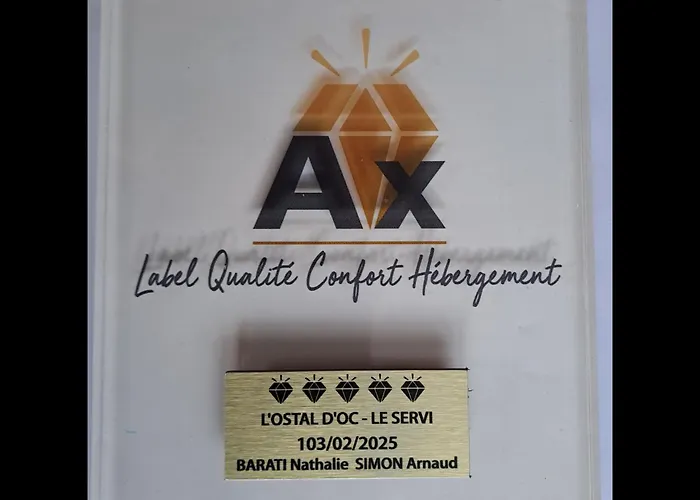 Ax
Label Qualité Confort Hébergement
L'OSTAL D'OC - LE SERVI
103/02/2025
BARATI Nathalie SIMON Arnaud